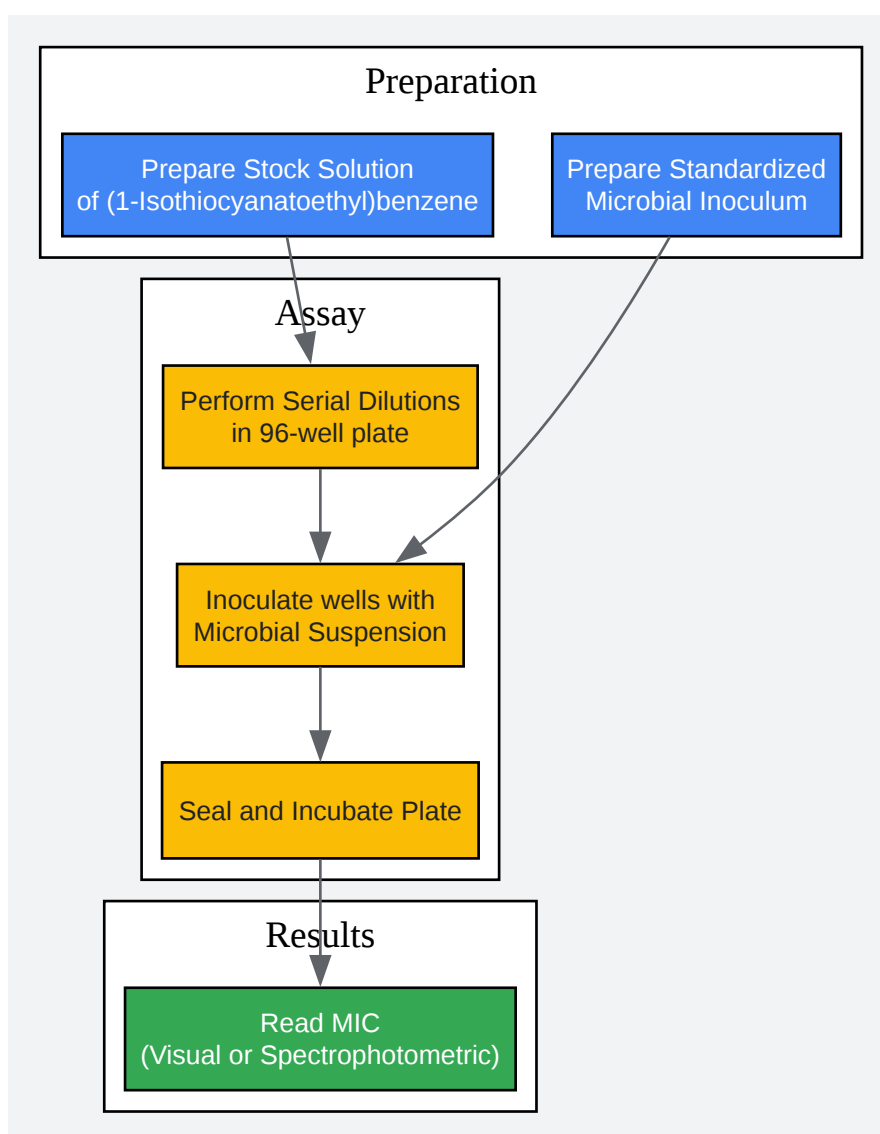 Preparation
Prepare Stock Solution
of (1-Isothiocyanatoethyl)benzene
Prepare Standardized
Microbial Inoculum
Assay
Perform Serial Dilutions
in 96-well plate
Inoculate wells with
Microbial Suspension
Seal and Incubate Plate
Results
Read MIC
(Visual or Spectrophotometric)